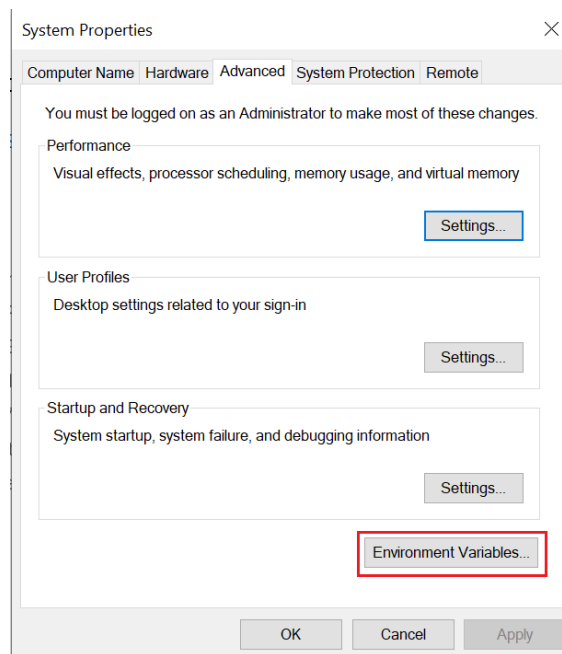 System Properties
Computer Name Hardware Advanced System Protection Remote
You must be logged on as an Administrator to make most of these changes.
Performance
Visual effects, processor scheduling, memory usage, and virtual memory
Settings...
User Profiles
Desktop settings related to your sign-in
Settings...
Startup and Recovery
System startup, system failure, and debugging information
Settings...
Environment Variables...
OK Cancel Apply